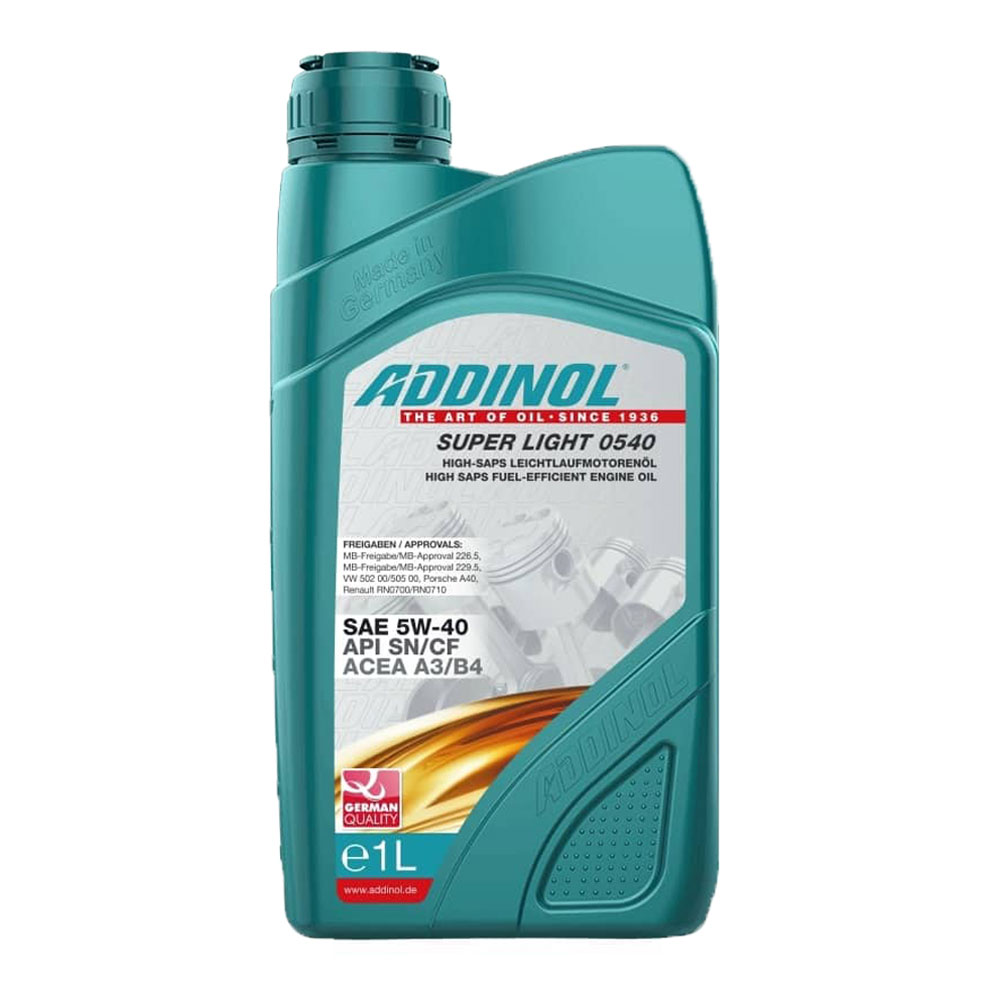 Made in
Germany
ADDINOL®
THE ART OF OIL · SINCE 1936
SUPER LIGHT 0540
HIGH-SAPS LEICHTLAUFMOTORENÖL
HIGH SAPS FUEL-EFFICIENT ENGINE OIL
FREIGABEN / APPROVALS:
MB-Freigabe/MB-Approval 226.5,
MB-Freigabe/MB-Approval 229.5,
VW 502 00/505 00, Porsche A40,
Renault RN0700/RN0710
SAE 5W-40
API SN/CF
ACEA A3/B4
ADDINOL
GERMAN
QUALITY
℮1L
www.addinol.de